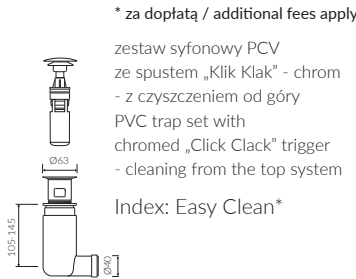 * za dopłatą / additional fees apply
zestaw syfonowy PCV
ze spustem „Klik Klak” - chrom
- z czyszczeniem od góry
PVC trap set with
chromed „Click Clack” trigger
- cleaning from the top system
Index: Easy Clean*
Ø63
105-145
Ø40